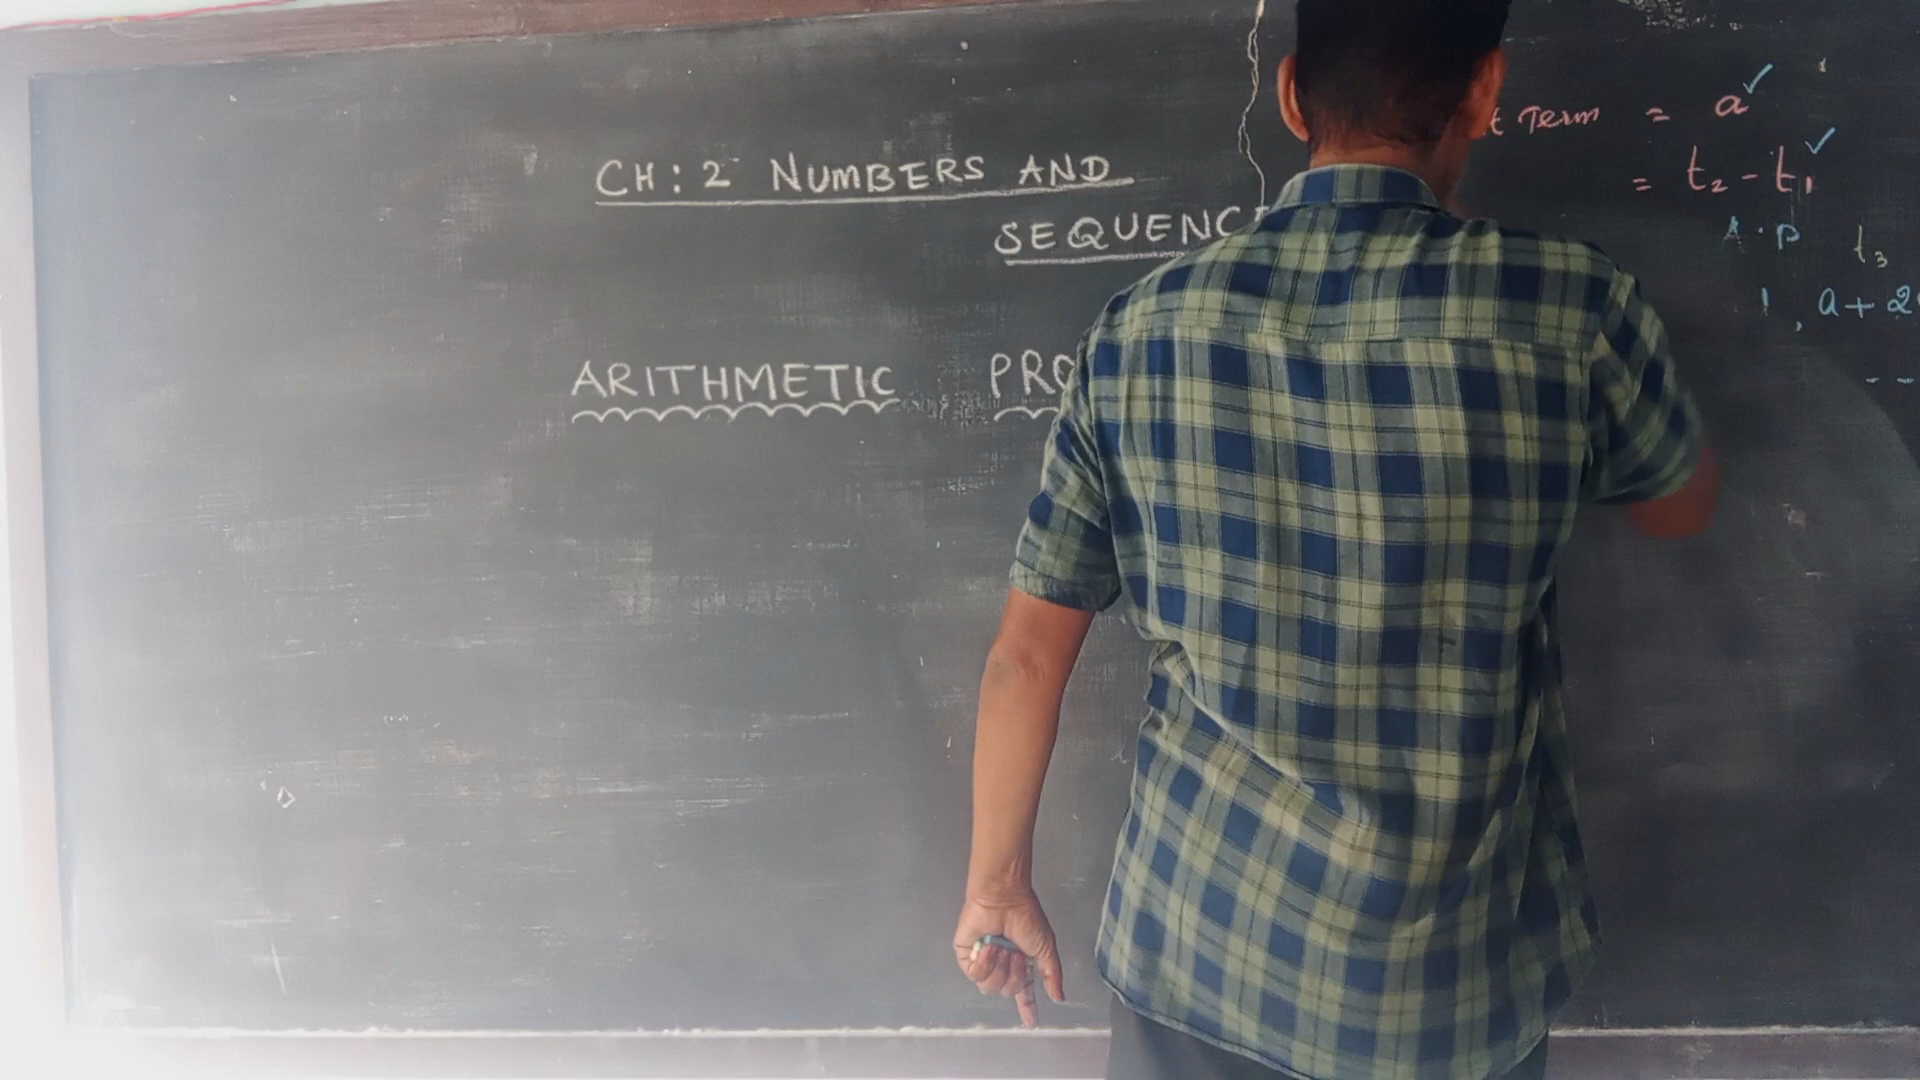 CH : 2 NUMBERS AND
SEQUENC
ARITHMETIC PRO
t Term = a ✓
= t₂ - t₁ ✓
A.P
t₃
, a + 2
- -